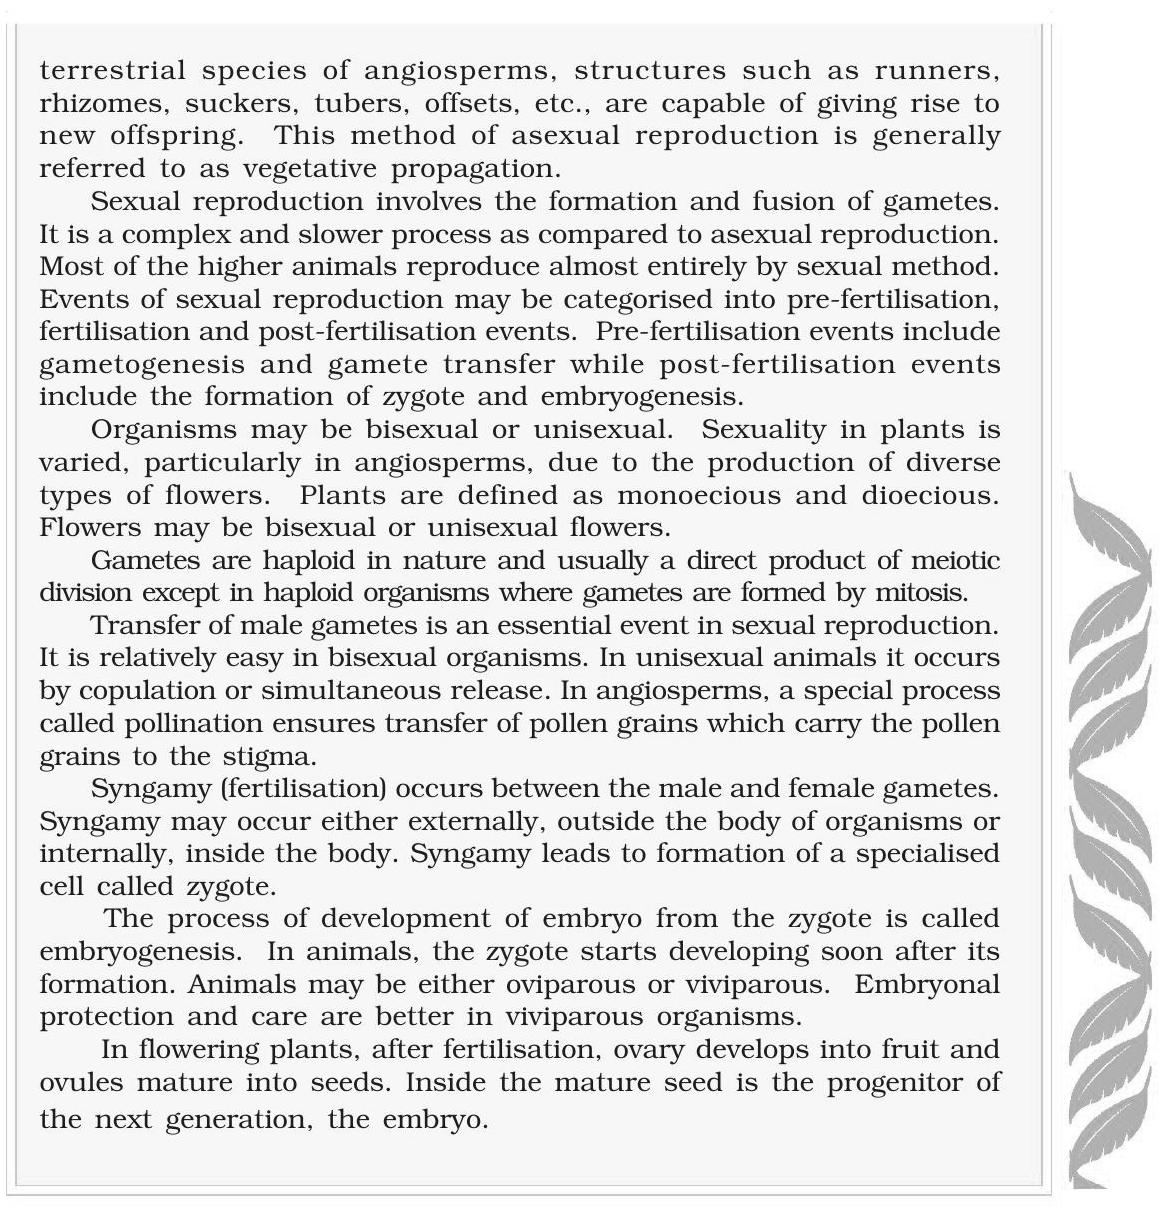 terrestrial species of angiosperms, structures such as runners,
rhizomes, suckers, tubers, offsets, etc., are capable of giving rise to
new offspring. This method of asexual reproduction is generally
referred to as vegetative propagation.
Sexual reproduction involves the formation and fusion of gametes.
It is a complex and slower process as compared to asexual reproduction.
Most of the higher animals reproduce almost entirely by sexual method.
Events of sexual reproduction may be categorised into pre-fertilisation,
fertilisation and post-fertilisation events. Pre-fertilisation events include
gametogenesis and gamete transfer while post-fertilisation events
include the formation of zygote and embryogenesis.
Organisms may be bisexual or unisexual. Sexuality in plants is
varied, particularly in angiosperms, due to the production of diverse
types of flowers. Plants are defined as monoecious and dioecious.
Flowers may be bisexual or unisexual flowers.
Gametes are haploid in nature and usually a direct product of meiotic
division except in haploid organisms where gametes are formed by mitosis.
Transfer of male gametes is an essential event in sexual reproduction.
It is relatively easy in bisexual organisms. In unisexual animals it occurs
by copulation or simultaneous release. In angiosperms, a special process
called pollination ensures transfer of pollen grains which carry the pollen
grains to the stigma.
Syngamy (fertilisation) occurs between the male and female gametes.
Syngamy may occur either externally, outside the body of organisms or
internally, inside the body. Syngamy leads to formation of a specialised
cell called zygote.
The process of development of embryo from the zygote is called
embryogenesis. In animals, the zygote starts developing soon after its
formation. Animals may be either oviparous or viviparous. Embryonal
protection and care are better in viviparous organisms.
In flowering plants, after fertilisation, ovary develops into fruit and
ovules mature into seeds. Inside the mature seed is the progenitor of
the next generation, the embryo.